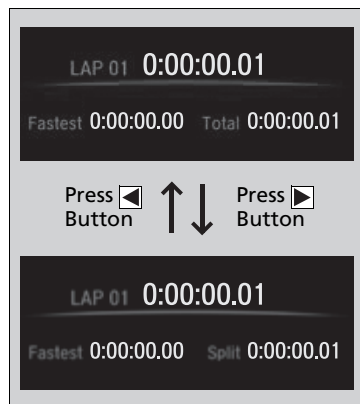 LAP 01 0:00:00.01
Fastest 0:00:00.00 Total 0:00:00.01
Press ◀ Button
Press ▶ Button
LAP 01 0:00:00.01
Fastest 0:00:00.00 Split 0:00:00.01